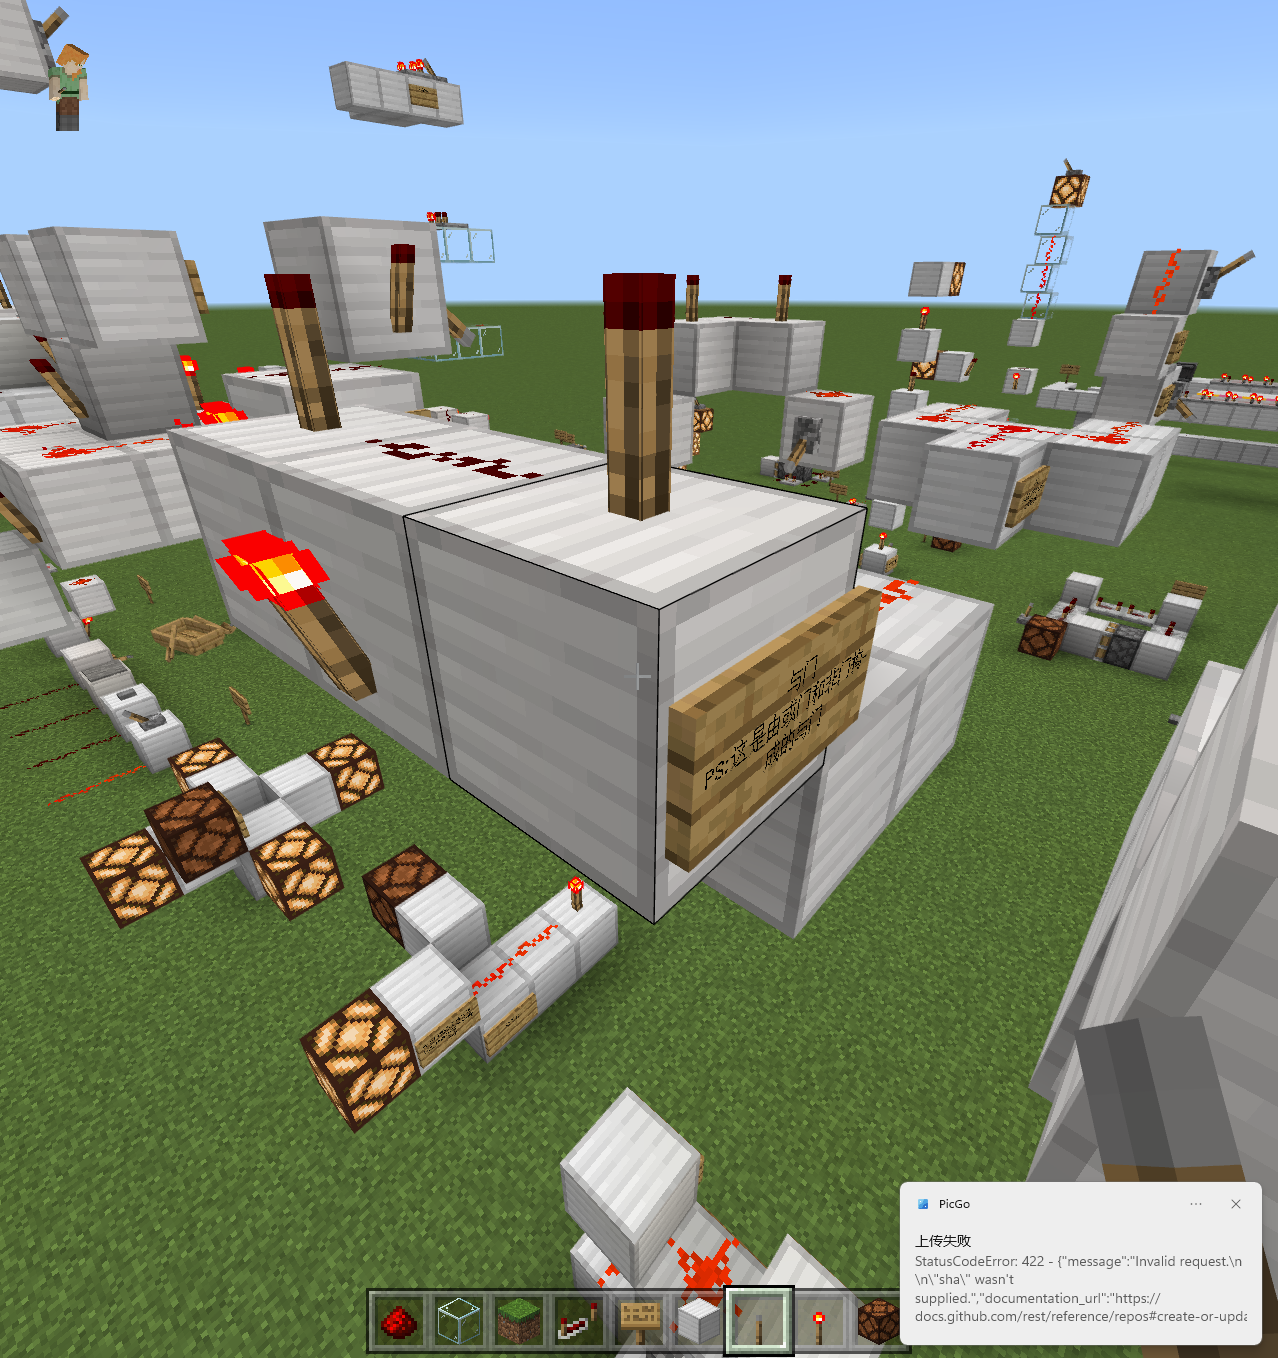 与门
PS:这是由或门和非门营
成的与门
PicGo
上传失败
StatusCodeError: 422 - {"message":"Invalid request.\n
\n\"sha\" wasn't
supplied.","documentation_url":"https://
docs.github.com/rest/reference/repos#create-or-upda